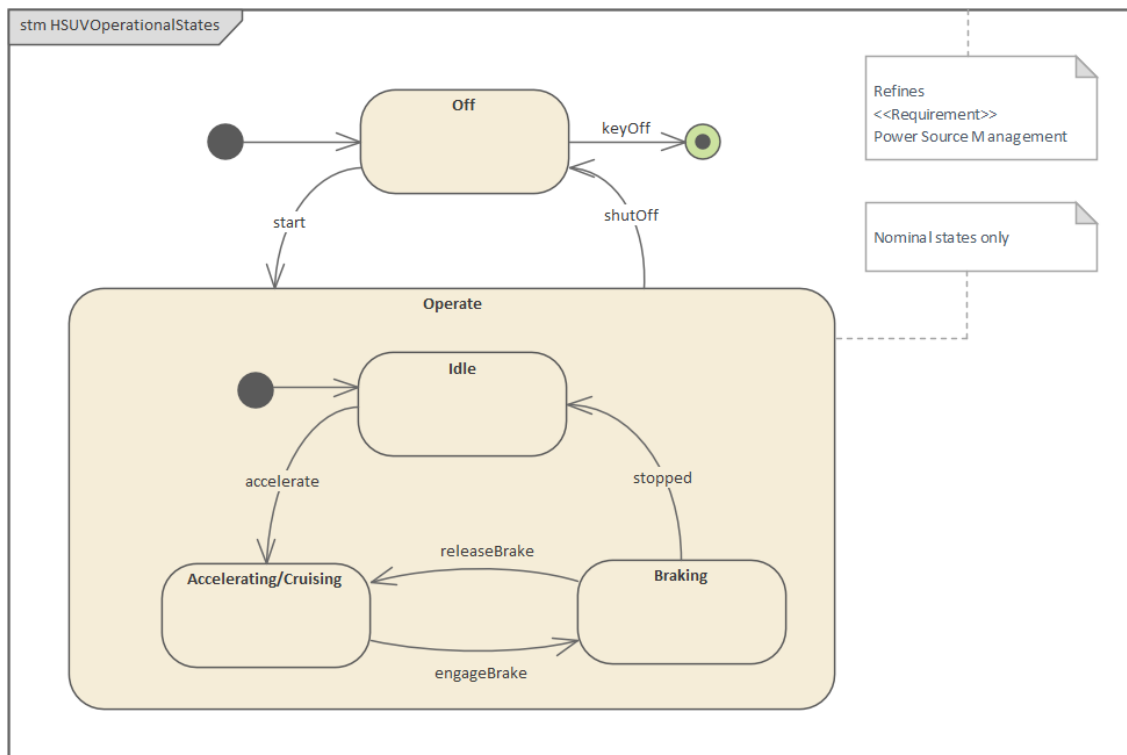 stm HSUVOperationalStates
Refines
<<Requirement>>
Power Source Management
Off
keyOff
start
shutOff
Nominal states only
Operate
Idle
accelerate
stopped
releaseBrake
Accelerating/Cruising
Braking
engageBrake